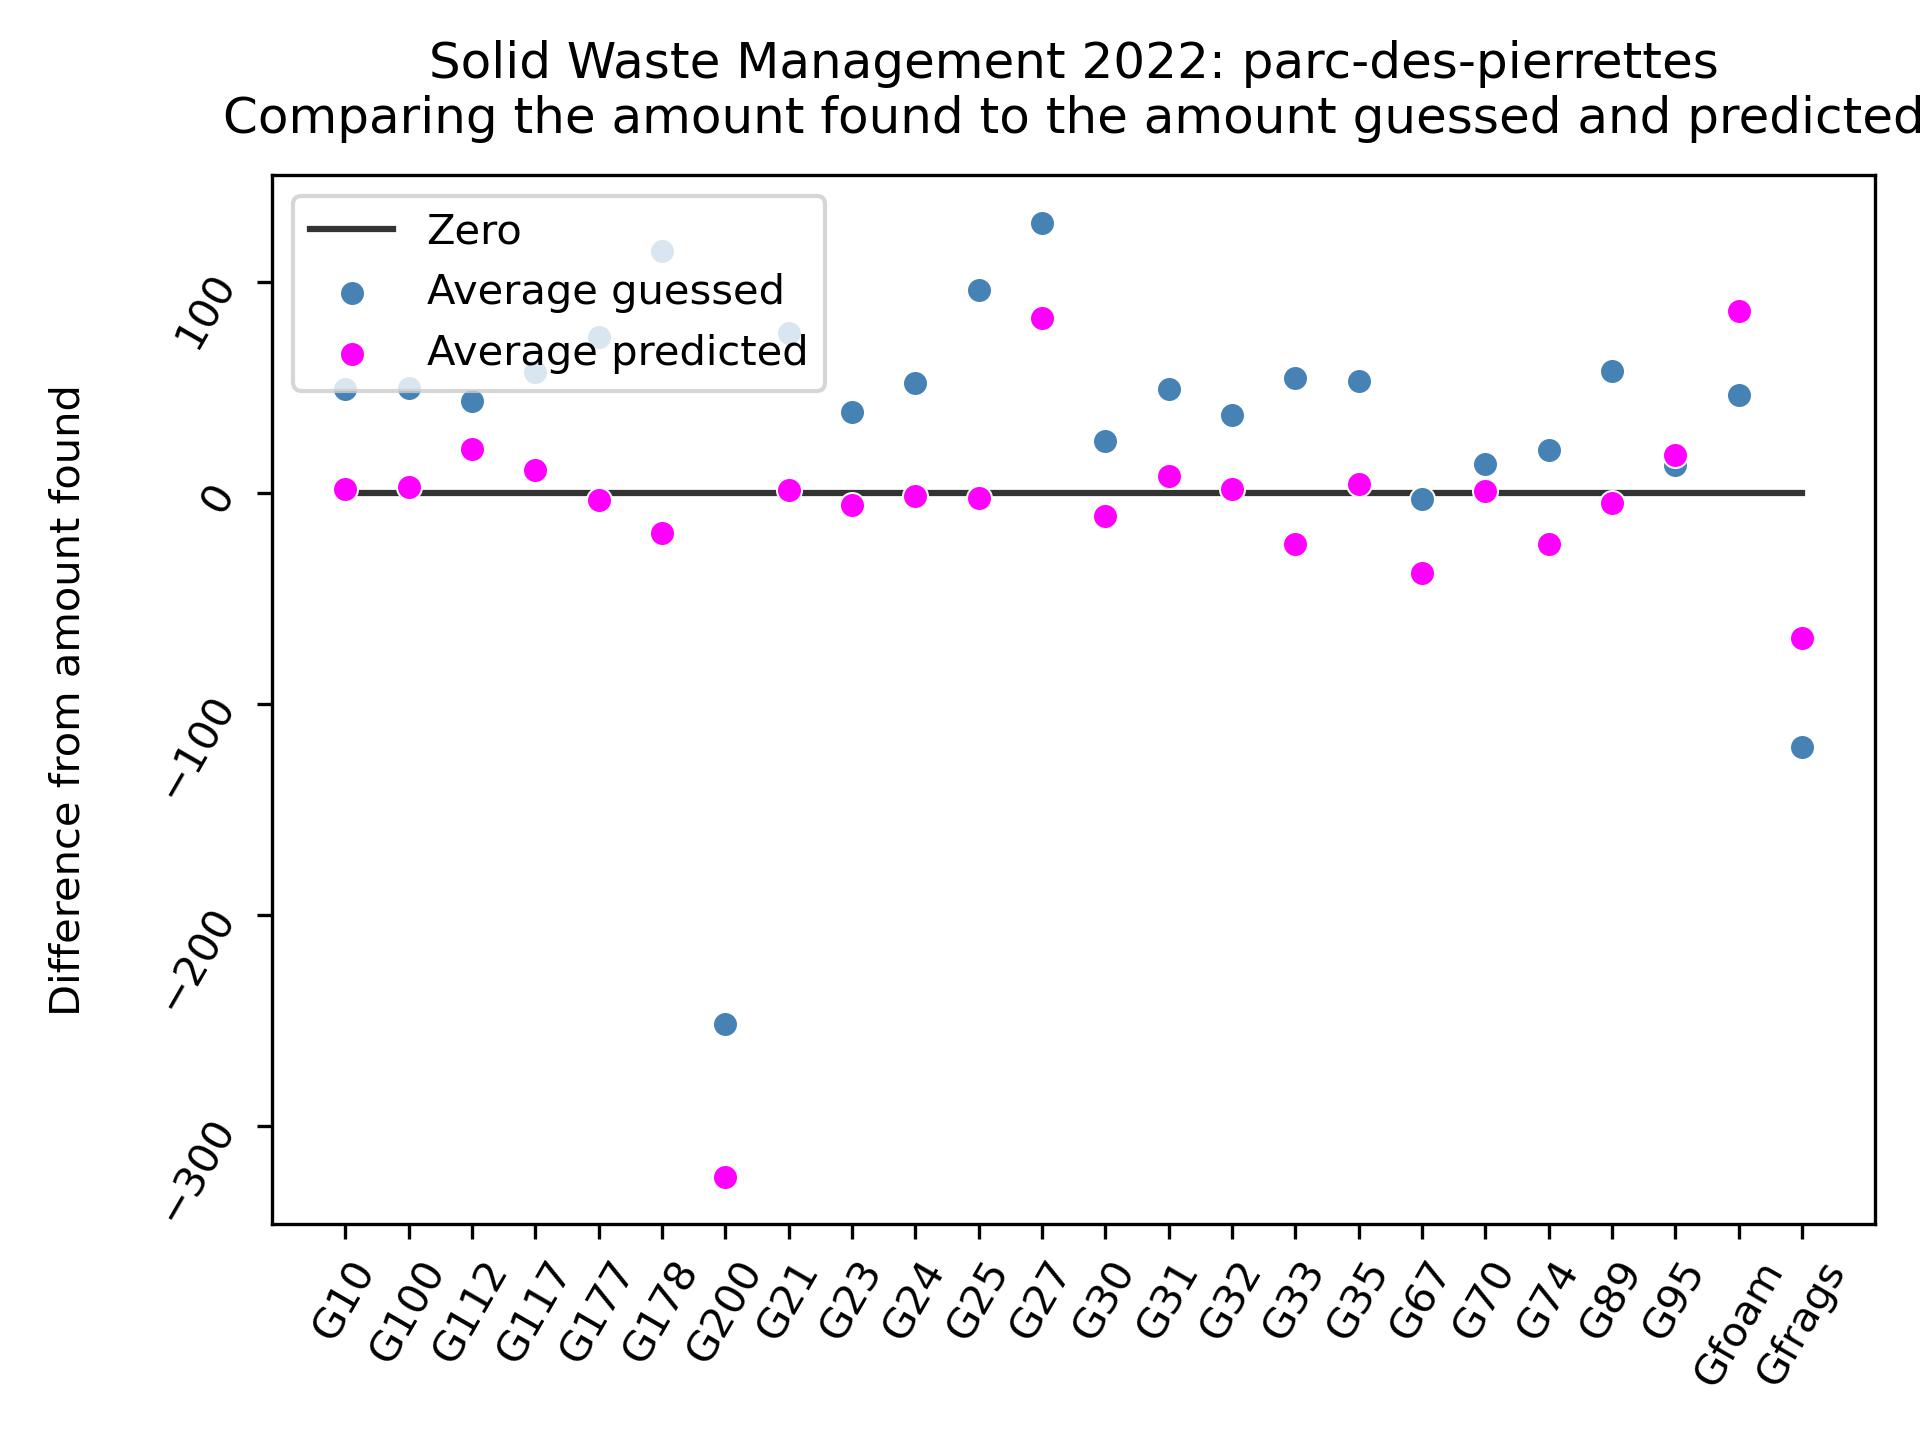 Solid Waste Management 2022: parc-des-pierrettes
Comparing the amount found to the amount guessed and predicted
Zero
Average guessed
Average predicted
Difference from amount found
100
0
−100
−200
−300
G10
G100
G112
G117
G177
G178
G200
G21
G23
G24
G25
G27
G30
G31
G32
G33
G35
G67
G70
G74
G89
G95
Gfoam
Gfrags